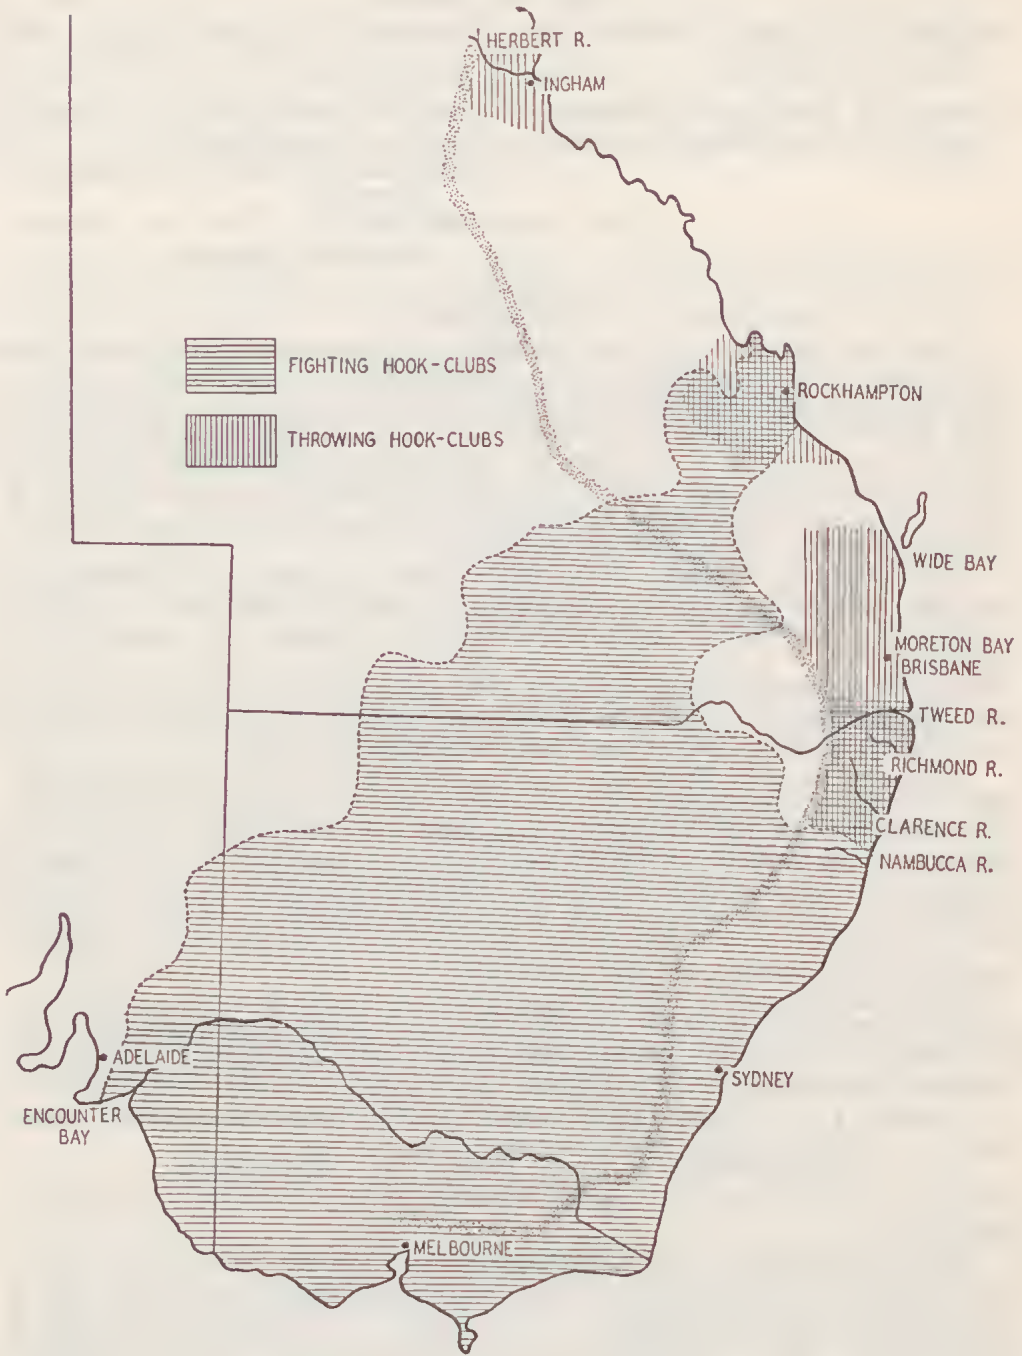 HERBERT R.
INGHAM
FIGHTING HOOK-CLUBS
ROCKHAMPTON
THROWING HOOK-CLUBS
WIDE BAY
MORETON BAY
BRISBANE
TWEED R.
RICHMOND R.
CLARENCE R.
NAMBUCCA R.
ADELAIDE
SYDNEY
ENCOUNTER
BAY
MELBOURNE